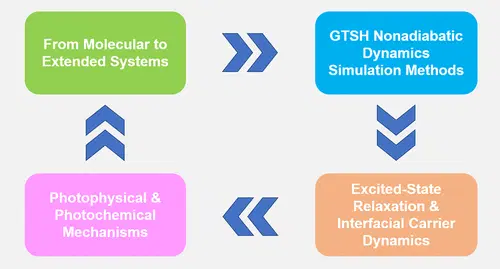 From Molecular to
Extended Systems
GTSH Nonadiabatic
Dynamics
Simulation Methods
Photophysical &
Photochemical
Mechanisms
Excited-State
Relaxation &
Interfacial Carrier
Dynamics